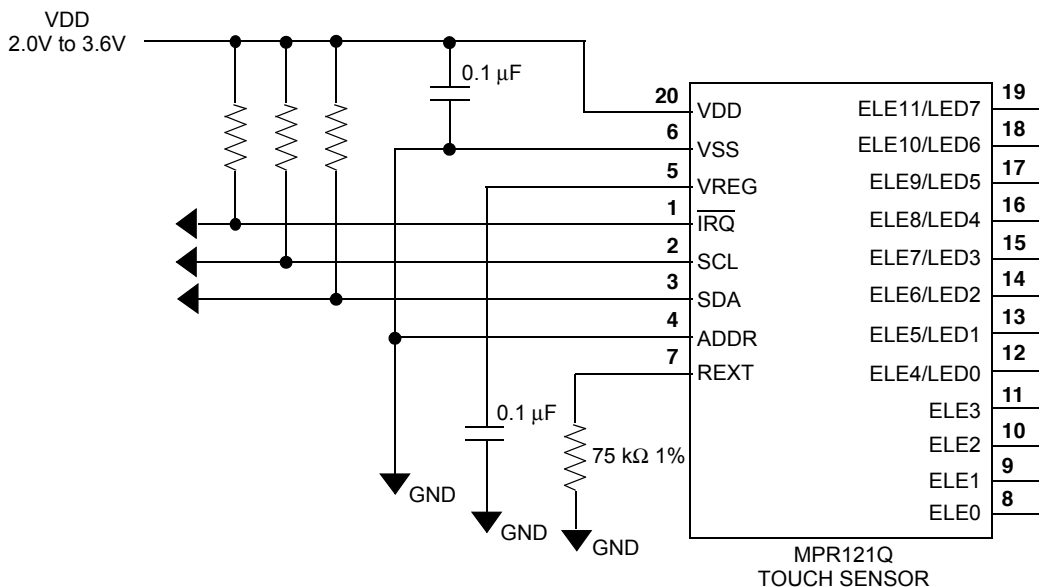 VDD
2.0V to 3.6V
0.1 μF
20
VDD
6
VSS
5
VREG
1
IRQ
2
SCL
3
SDA
4
ADDR
7
REXT
0.1 μF
75 kΩ 1%
GND
GND
GND
19
ELE11/LED7
18
ELE10/LED6
17
ELE9/LED5
16
ELE8/LED4
15
ELE7/LED3
14
ELE6/LED2
13
ELE5/LED1
12
ELE4/LED0
11
ELE3
10
ELE2
9
ELE1
8
ELE0
MPR121Q
TOUCH SENSOR